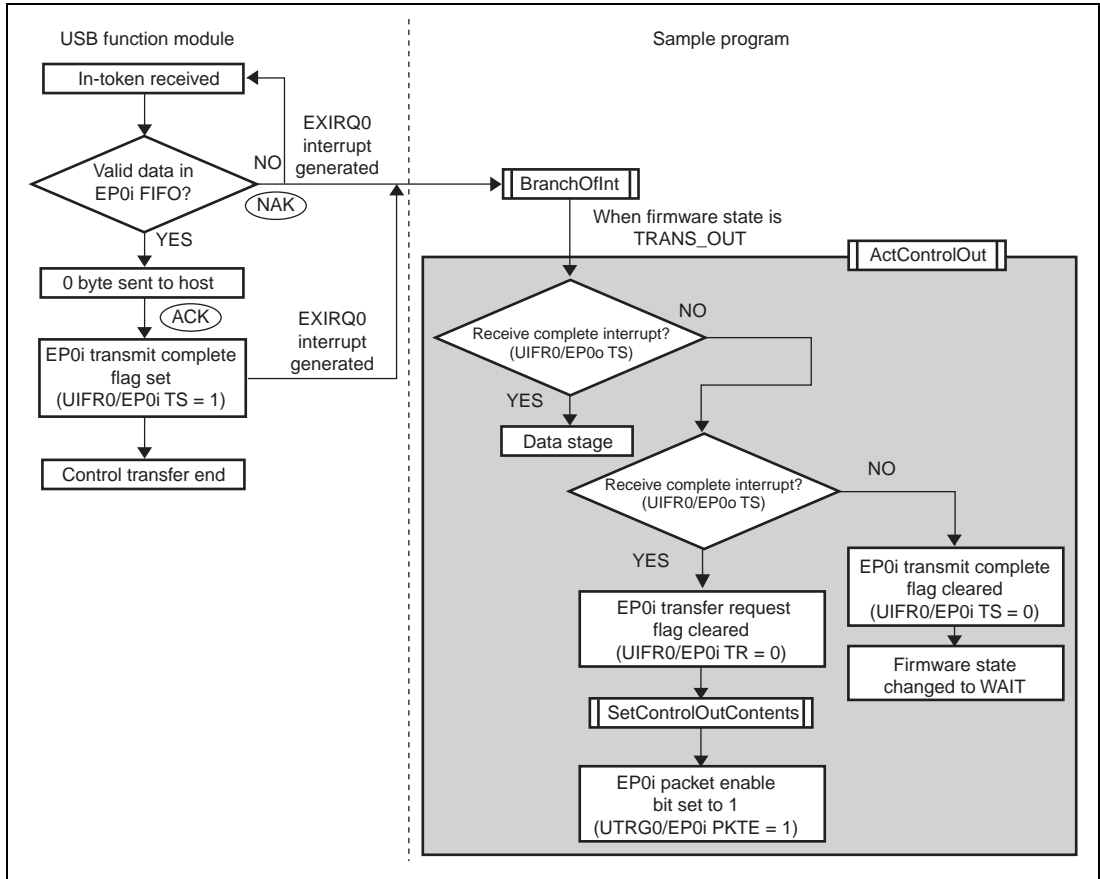 USB function module
Sample program
In-token received
EXIRQ0
interrupt
generated
Valid data in
EP0i FIFO?
NO
NAK
BranchOfInt
When firmware state is
TRANS_OUT
YES
ActControlOut
0 byte sent to host
ACK
EXIRQ0
interrupt
generated
EP0i transmit complete
flag set
(UIFR0/EP0i TS = 1)
Control transfer end
Receive complete interrupt?
(UIFR0/EP0o TS)
NO
YES
Data stage
Receive complete interrupt?
(UIFR0/EP0o TS)
NO
YES
EP0i transfer request
flag cleared
(UIFR0/EP0i TR = 0)
SetControlOutContents
EP0i packet enable
bit set to 1
(UTRG0/EP0i PKTE = 1)
EP0i transmit complete
flag cleared
(UIFR0/EP0i TS = 0)
Firmware state
changed to WAIT